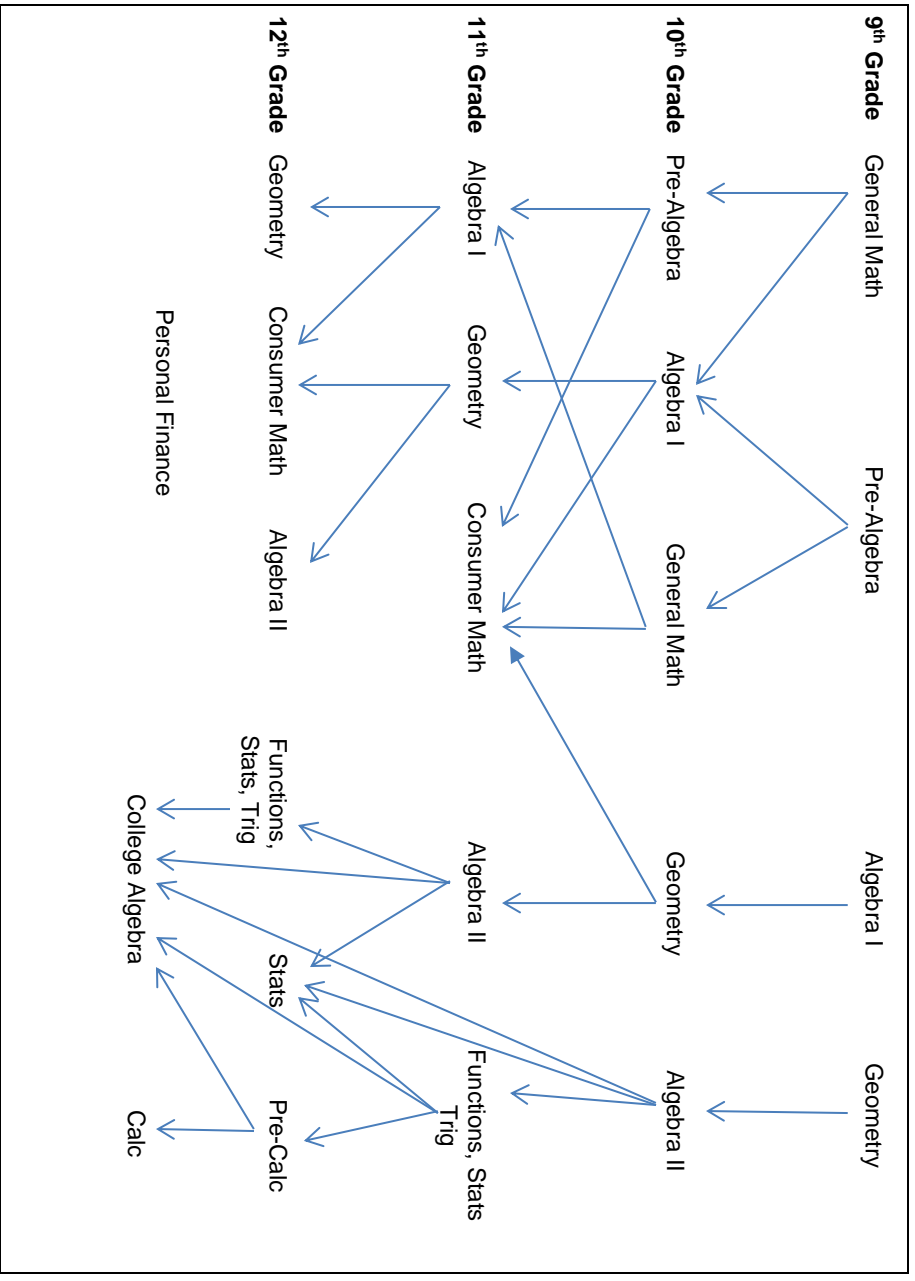 9th Grade General Math Pre-Algebra Algebra I Geometry
10th Grade Pre-Algebra Algebra I General Math Geometry Algebra II
11th Grade Algebra I Geometry Consumer Math Algebra II Functions, Stats
Trig
12th Grade Geometry Consumer Math Algebra II Functions, Stats Pre-Calc
Stats, Trig
Personal Finance
College Algebra Calc